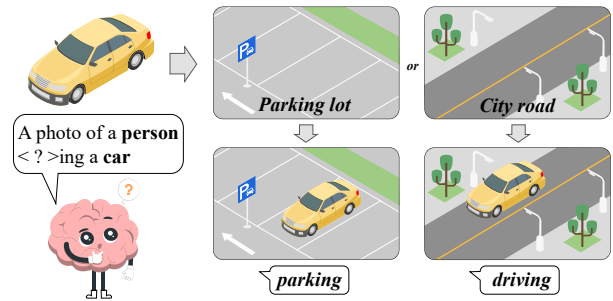 Parking lot
or
City road
A photo of a person
< ? >ing a car
?
P
P
parking
driving